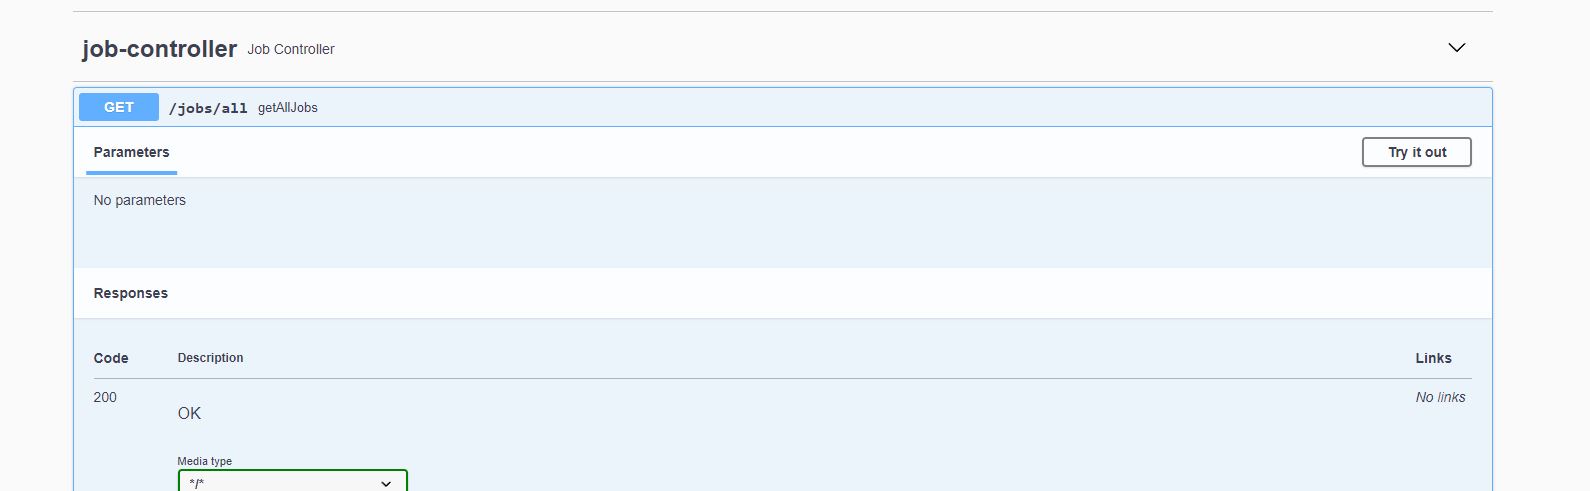 job-controller Job Controller
GET /jobs/all getAllJobs
Parameters Try it out
No parameters
Responses
Code Description Links
200 OK No links
Media type
*/*